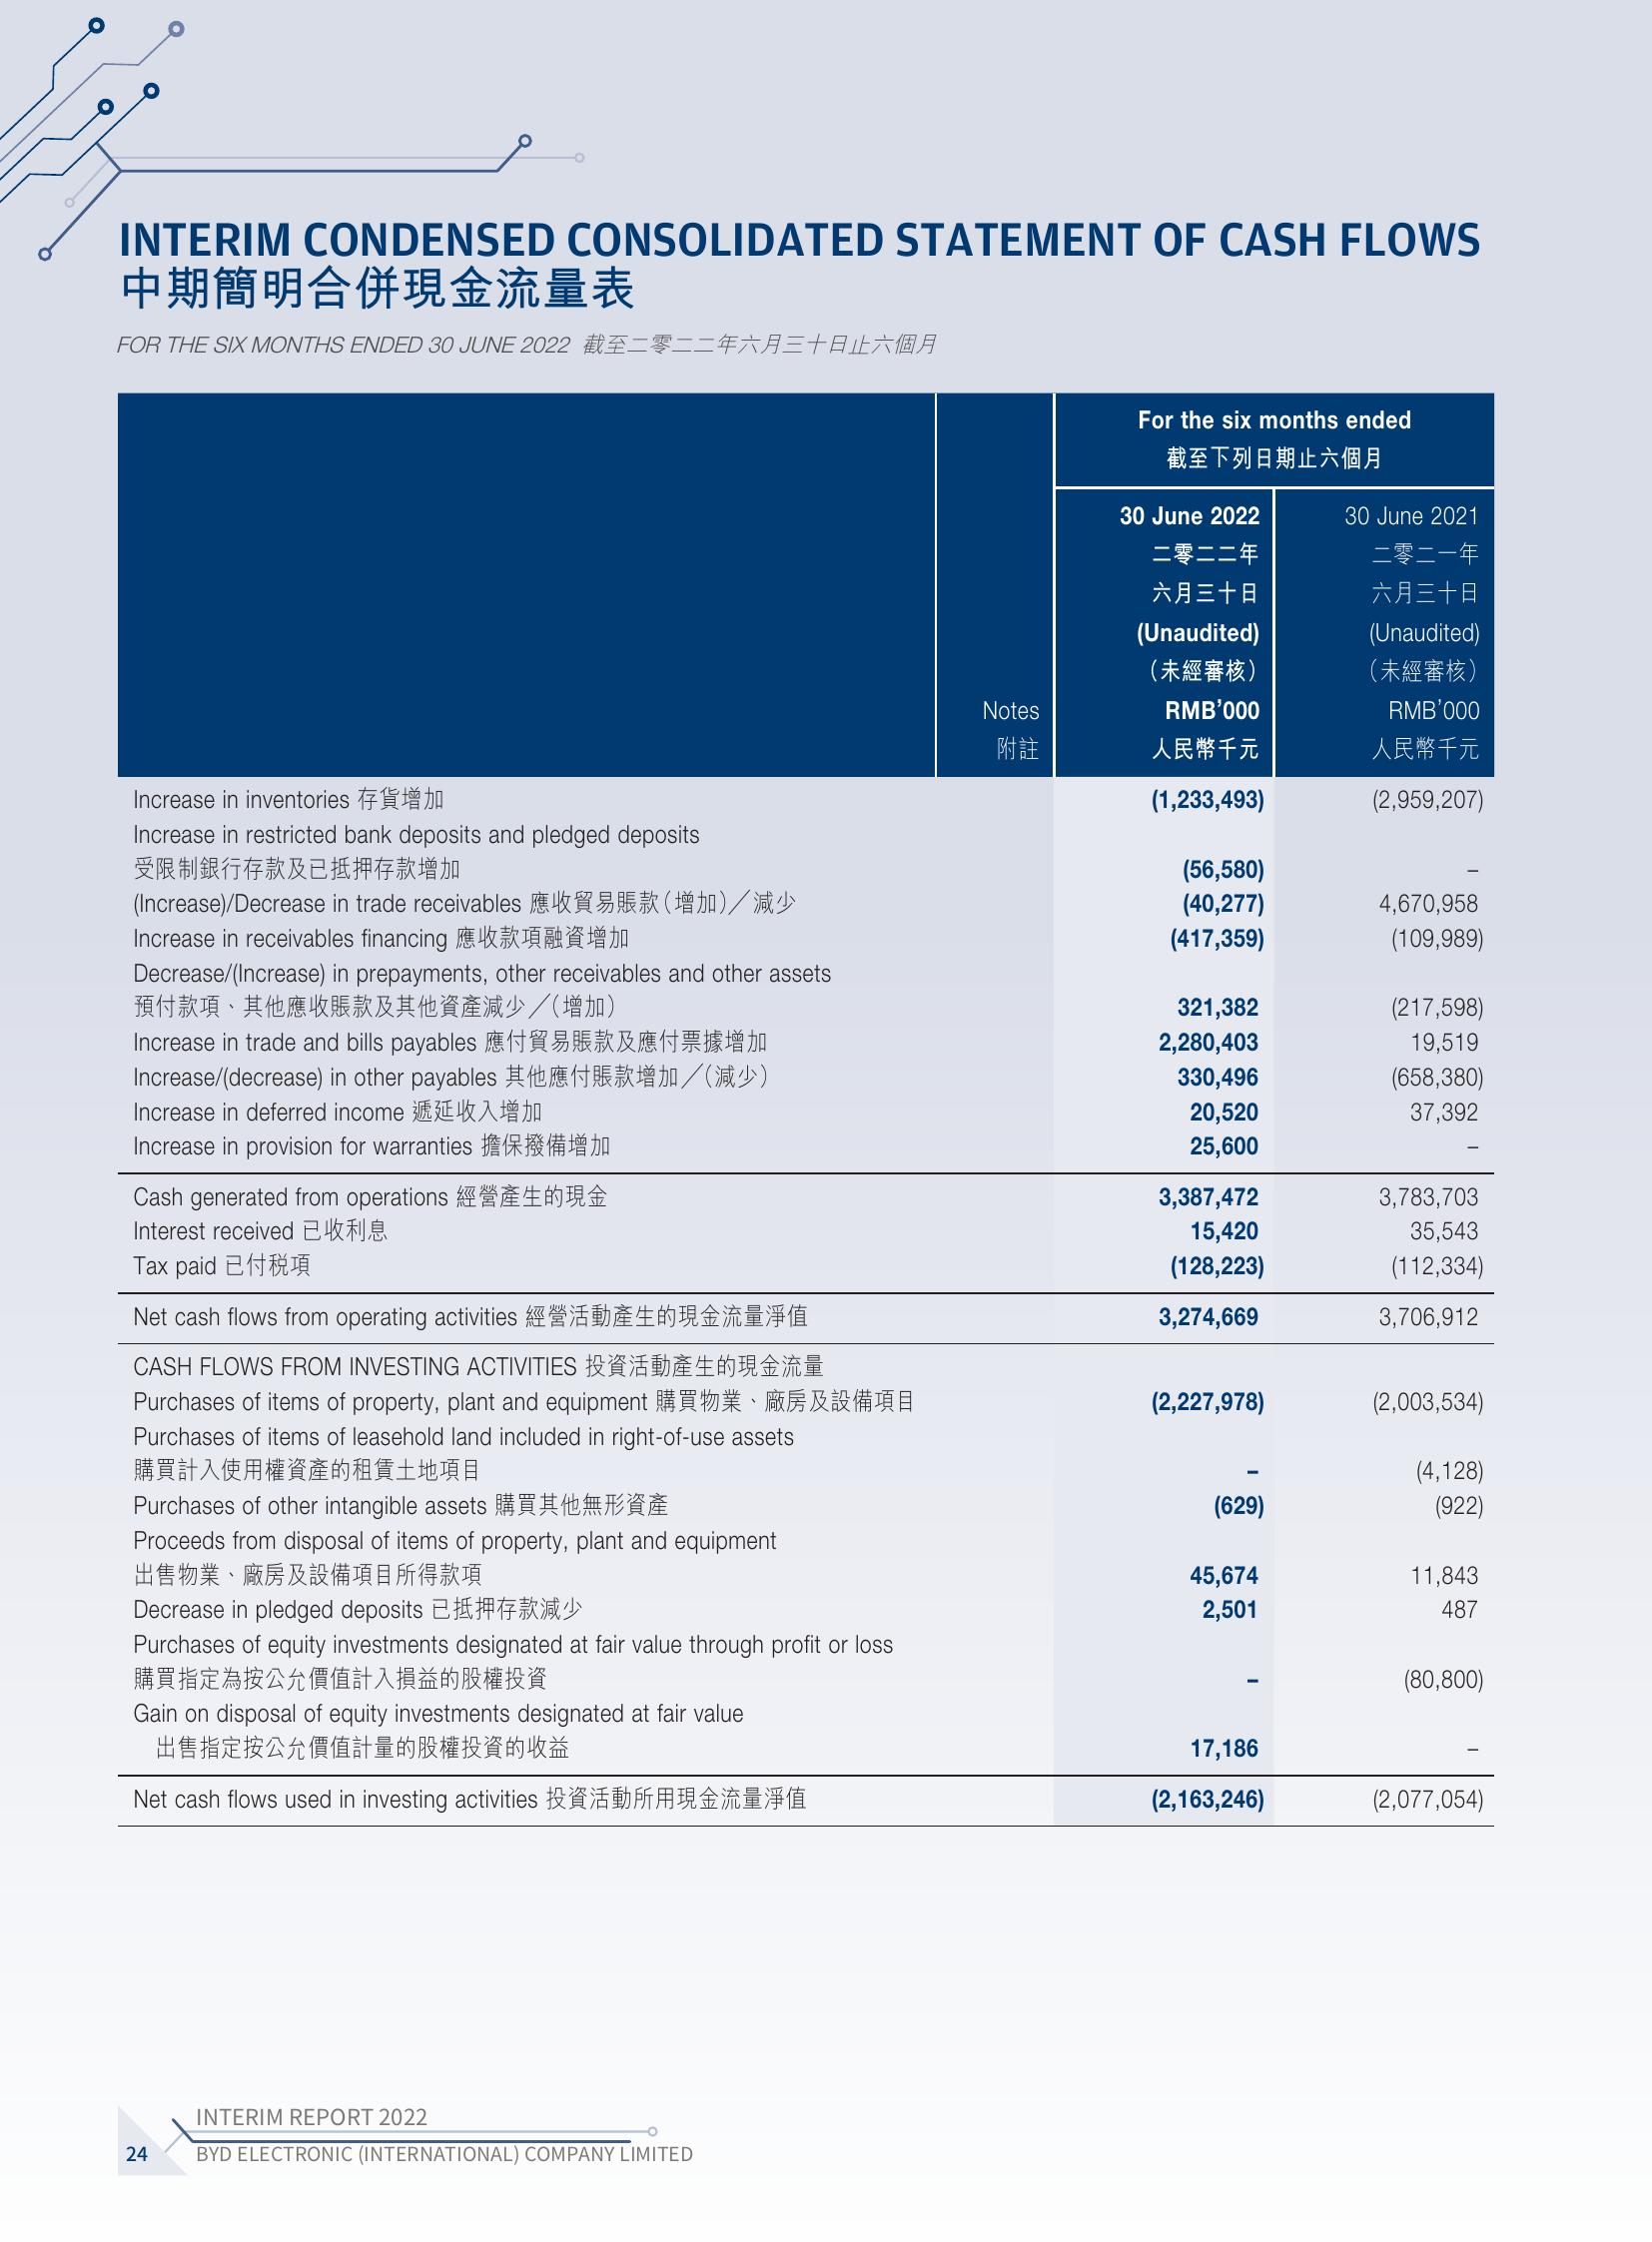 INTERIM CONDENSED CONSOLIDATED STATEMENT OF CASH FLOWS
中期簡明合併現金流量表
FOR THE SIX MONTHS ENDED 30 JUNE 2022 截至二零二二年六月三十日止六個月
For the six months ended
截至下列日期止六個月
30 June 2022 30 June 2021
二零二二年 二零二一年
六月三十日 六月三十日
(Unaudited) (Unaudited)
（未經審核） （未經審核）
Notes RMB’000 RMB’000
附註 人民幣千元 人民幣千元
Increase in inventories 存貨增加 (1,233,493) (2,959,207)
Increase in restricted bank deposits and pledged deposits
受限制銀行存款及已抵押存款增加 (56,580) –
(Increase)/Decrease in trade receivables 應收貿易賬款（增加）╱減少 (40,277) 4,670,958
Increase in receivables financing 應收款項融資增加 (417,359) (109,989)
Decrease/(Increase) in prepayments, other receivables and other assets
預付款項、其他應收賬款及其他資產減少╱（增加） 321,382 (217,598)
Increase in trade and bills payables 應付貿易賬款及應付票據增加 2,280,403 19,519
Increase/(decrease) in other payables 其他應付賬款增加╱（減少） 330,496 (658,380)
Increase in deferred income 遞延收入增加 20,520 37,392
Increase in provision for warranties 擔保撥備增加 25,600 –
Cash generated from operations 經營產生的現金 3,387,472 3,783,703
Interest received 已收利息 15,420 35,543
Tax paid 已付税項 (128,223) (112,334)
Net cash flows from operating activities 經營活動產生的現金流量淨值 3,274,669 3,706,912
CASH FLOWS FROM INVESTING ACTIVITIES 投資活動產生的現金流量
Purchases of items of property, plant and equipment 購買物業、廠房及設備項目 (2,227,978) (2,003,534)
Purchases of items of leasehold land included in right-of-use assets
購買計入使用權資產的租賃土地項目 – (4,128)
Purchases of other intangible assets 購買其他無形資產 (629) (922)
Proceeds from disposal of items of property, plant and equipment
出售物業、廠房及設備項目所得款項 45,674 11,843
Decrease in pledged deposits 已抵押存款減少 2,501 487
Purchases of equity investments designated at fair value through profit or loss
購買指定為按公允價值計入損益的股權投資 – (80,800)
Gain on disposal of equity investments designated at fair value
出售指定按公允價值計量的股權投資的收益 17,186 –
Net cash flows used in investing activities 投資活動所用現金流量淨值 (2,163,246) (2,077,054)
INTERIM REPORT 2022
24 BYD ELECTRONIC (INTERNATIONAL) COMPANY LIMITED